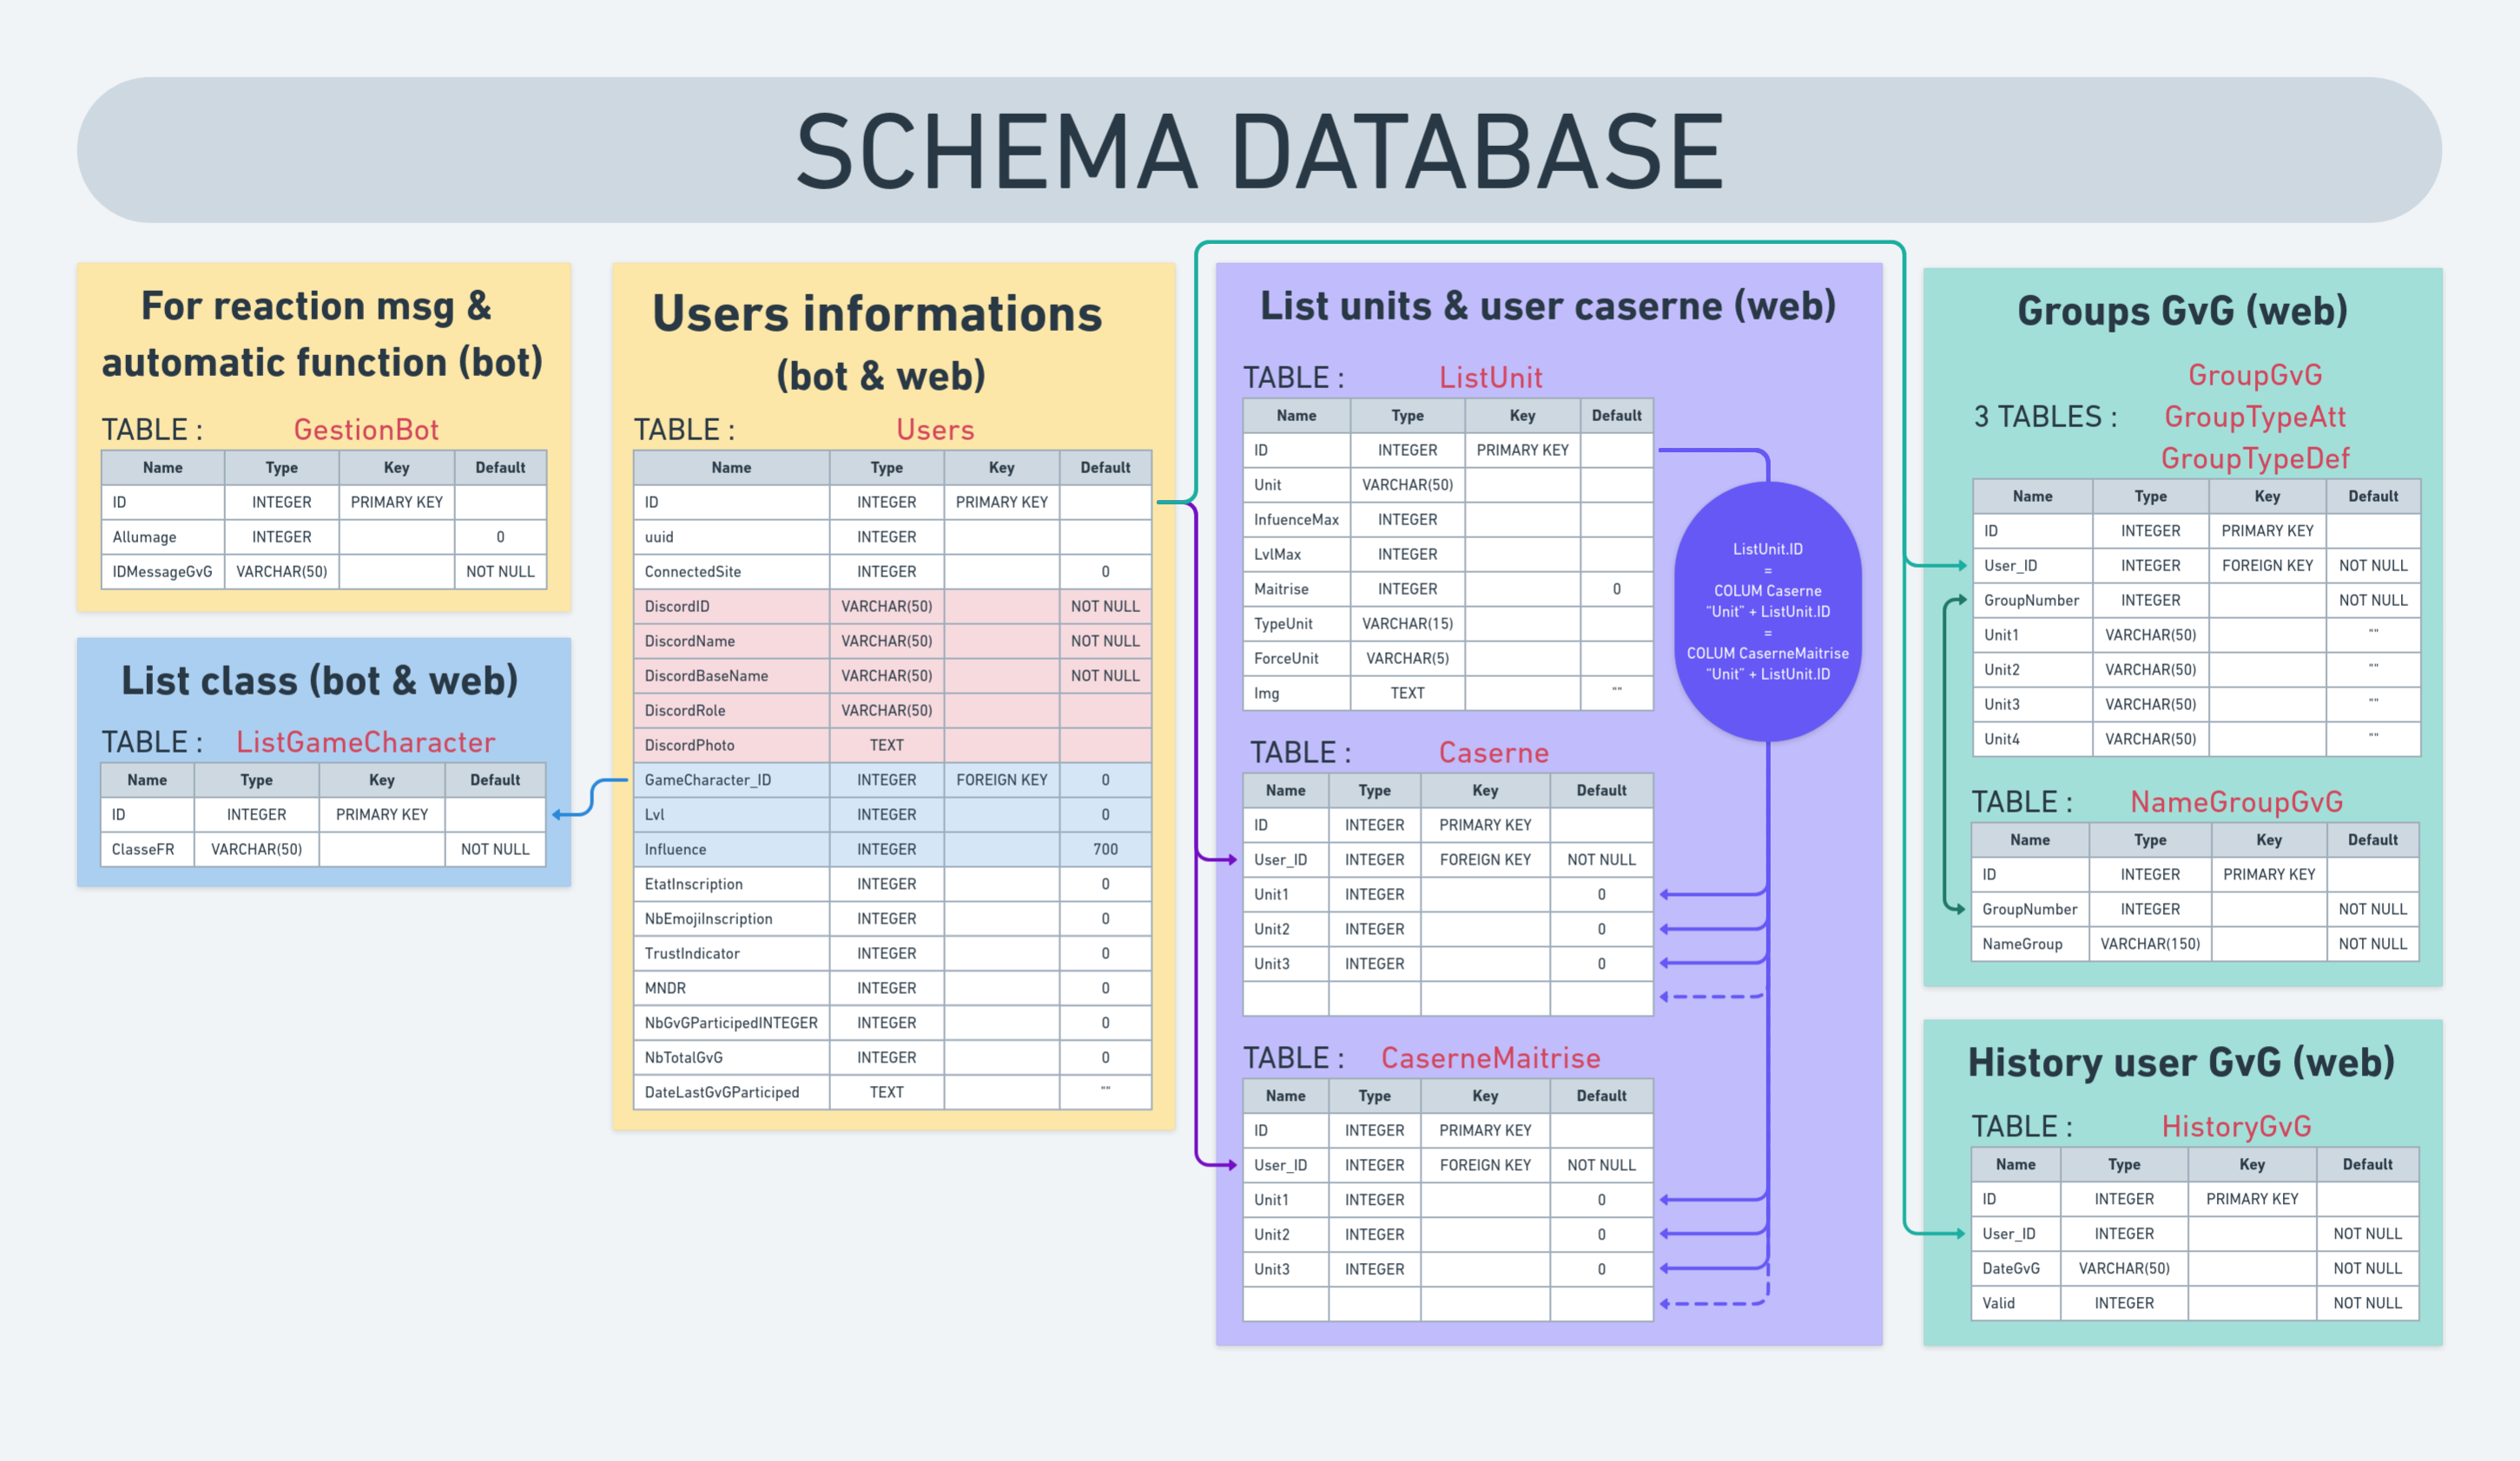 SCHEMA DATABASE
For reaction msg &
automatic function (bot)
TABLE : GestionBot
Name Type Key Default
ID INTEGER PRIMARY KEY
Allumage INTEGER 0
IDMessageGvG VARCHAR(50) NOT NULL
List class (bot & web)
TABLE : ListGameCharacter
Name Type Key Default
ID INTEGER PRIMARY KEY
ClasseFR VARCHAR(50) NOT NULL
Users informations
(bot & web)
TABLE : Users
Name Type Key Default
ID INTEGER PRIMARY KEY
uuid INTEGER
ConnectedSite INTEGER 0
DiscordID VARCHAR(50) NOT NULL
DiscordName VARCHAR(50) NOT NULL
DiscordBaseName VARCHAR(50) NOT NULL
DiscordRole VARCHAR(50)
DiscordPhoto TEXT
GameCharacter_ID INTEGER FOREIGN KEY 0
Lvl INTEGER 0
Influence INTEGER 700
EtatInscription INTEGER 0
NbEmojiInscription INTEGER 0
TrustIndicator INTEGER 0
MNDR INTEGER 0
NbGvGParticipedINTEGER INTEGER 0
NbTotalGvG INTEGER 0
DateLastGvGParticiped TEXT ""
List units & user caserne (web)
TABLE : ListUnit
Name Type Key Default
ID INTEGER PRIMARY KEY
Unit VARCHAR(50)
InfuenceMax INTEGER
LvlMax INTEGER
Maitrise INTEGER 0
TypeUnit VARCHAR(15)
ForceUnit VARCHAR(5)
Img TEXT ""
ListUnit.ID
=
COLUM Caserne
"Unit" + ListUnit.ID
=
COLUM CaserneMaitrise
"Unit" + ListUnit.ID
TABLE : Caserne
Name Type Key Default
ID INTEGER PRIMARY KEY
User_ID INTEGER FOREIGN KEY NOT NULL
Unit1 INTEGER 0
Unit2 INTEGER 0
Unit3 INTEGER 0
TABLE : CaserneMaitrise
Name Type Key Default
ID INTEGER PRIMARY KEY
User_ID INTEGER FOREIGN KEY NOT NULL
Unit1 INTEGER 0
Unit2 INTEGER 0
Unit3 INTEGER 0
Groups GvG (web)
GroupGvG
3 TABLES : GroupTypeAtt
GroupTypeDef
Name Type Key Default
ID INTEGER PRIMARY KEY
User_ID INTEGER FOREIGN KEY NOT NULL
GroupNumber INTEGER NOT NULL
Unit1 VARCHAR(50) ""
Unit2 VARCHAR(50) ""
Unit3 VARCHAR(50) ""
Unit4 VARCHAR(50) ""
TABLE : NameGroupGvG
Name Type Key Default
ID INTEGER PRIMARY KEY
GroupNumber INTEGER NOT NULL
NameGroup VARCHAR(150) NOT NULL
History user GvG (web)
TABLE : HistoryGvG
Name Type Key Default
ID INTEGER PRIMARY KEY
User_ID INTEGER NOT NULL
DateGvG VARCHAR(50) NOT NULL
Valid INTEGER NOT NULL